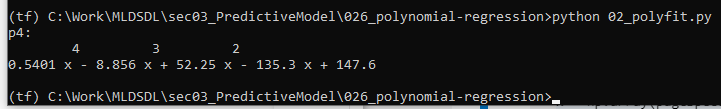 (tf) C:\Work\MLDSDL\sec03_PredictiveModel\026_polynomial-regression>python 02_polyfit.py
p4:
        4         3         2
0.5401 x - 8.856 x + 52.25 x - 135.3 x + 147.6
(tf) C:\Work\MLDSDL\sec03_PredictiveModel\026_polynomial-regression>